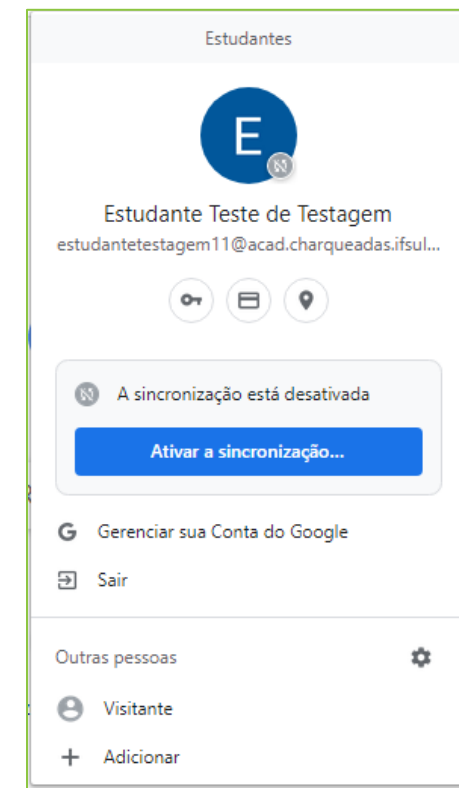 Estudantes
E
Estudante Teste de Testagem
estudantetestagem11@acad.charqueadas.ifsul...
A sincronização está desativada
Ativar a sincronização...
G Gerenciar sua Conta do Google
Sair
Outras pessoas
Visitante
+ Adicionar